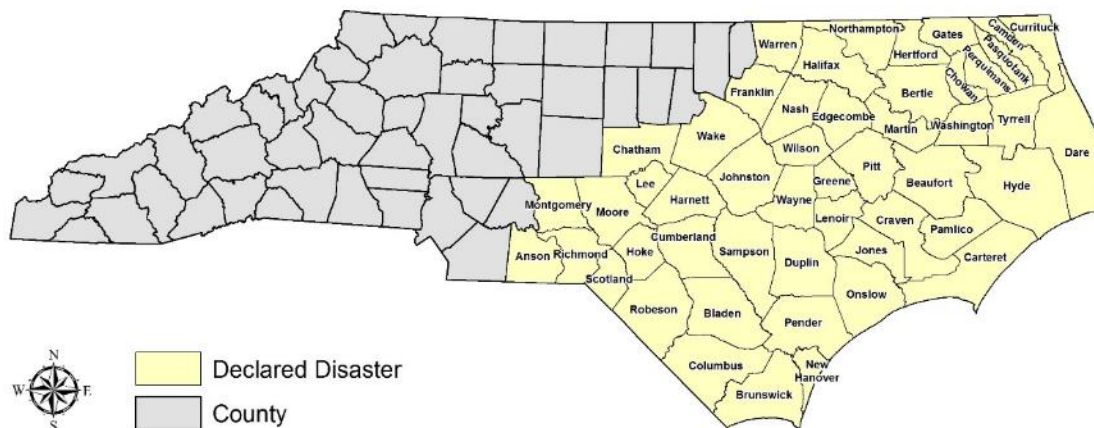 Northampton
Gates
Camden
Currituck
Warren
Hertford
Pasquotank
Halifax
Perquimans
Franklin
Bertie
Chowan
Nash
Edgecombe
Martin
Washington
Tyrrell
Wake
Chatham
Wilson
Dare
Pitt
Johnston
Greene
Beaufort
Hyde
Lee
Montgomery
Moore
Harnett
Wayne
Lenoir
Craven
Pamlico
Cumberland
Anson
Richmond
Hoke
Sampson
Duplin
Jones
Carteret
Scotland
Onslow
Robeson
Bladen
Pender
Columbus
New
Hanover
Brunswick
N
W E
S
Declared Disaster
County